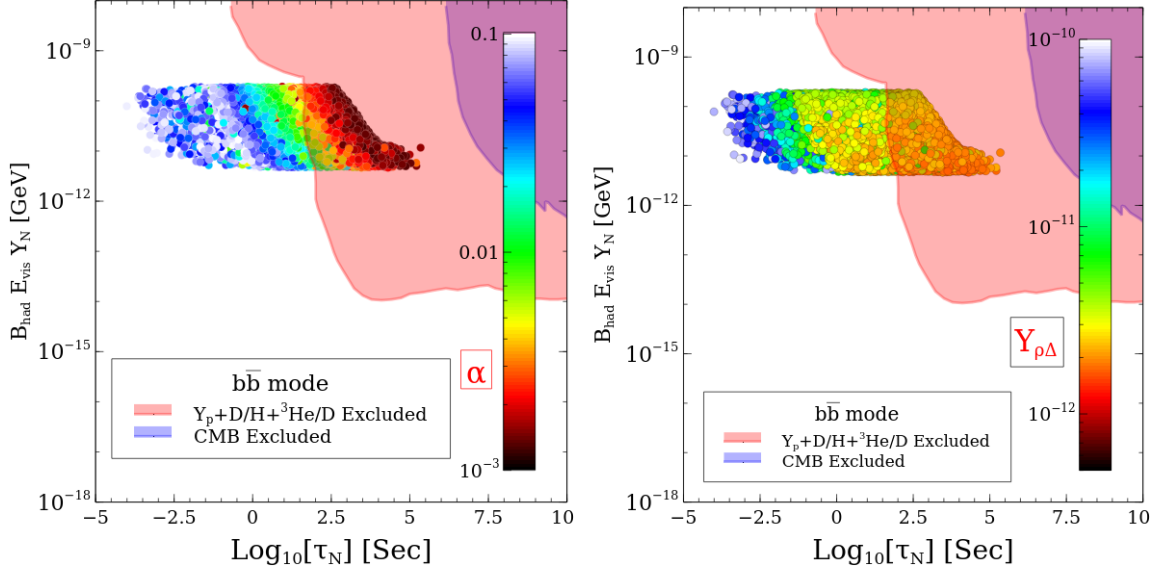 10⁻⁹
10⁻¹²
10⁻¹⁵
10⁻¹⁸
B_had E_vis Y_N [GeV]
0.1
0.01
10⁻³
α
bb̅ mode
Y_p+D/H+³He/D Excluded
CMB Excluded
−5 −2.5 0 2.5 5 7.5 10
Log₁₀[τ_N] [Sec]
10⁻⁹
10⁻¹²
10⁻¹⁵
10⁻¹⁸
B_had E_vis Y_N [GeV]
10⁻¹⁰
10⁻¹¹
10⁻¹²
Y_ρΔ
bb̅ mode
Y_p+D/H+³He/D Excluded
CMB Excluded
−5 −2.5 0 2.5 5 7.5 10
Log₁₀[τ_N] [Sec]